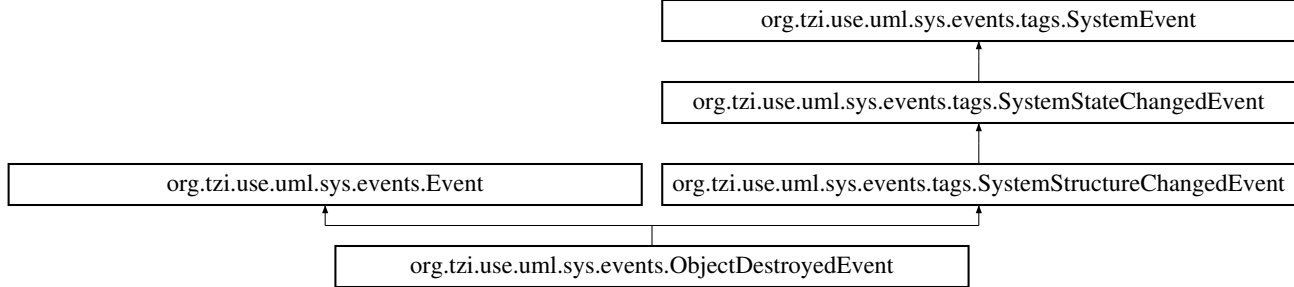 org.tzi.use.uml.sys.events.tags.SystemEvent
org.tzi.use.uml.sys.events.tags.SystemStateChangedEvent
org.tzi.use.uml.sys.events.Event
org.tzi.use.uml.sys.events.tags.SystemStructureChangedEvent
org.tzi.use.uml.sys.events.ObjectDestroyedEvent